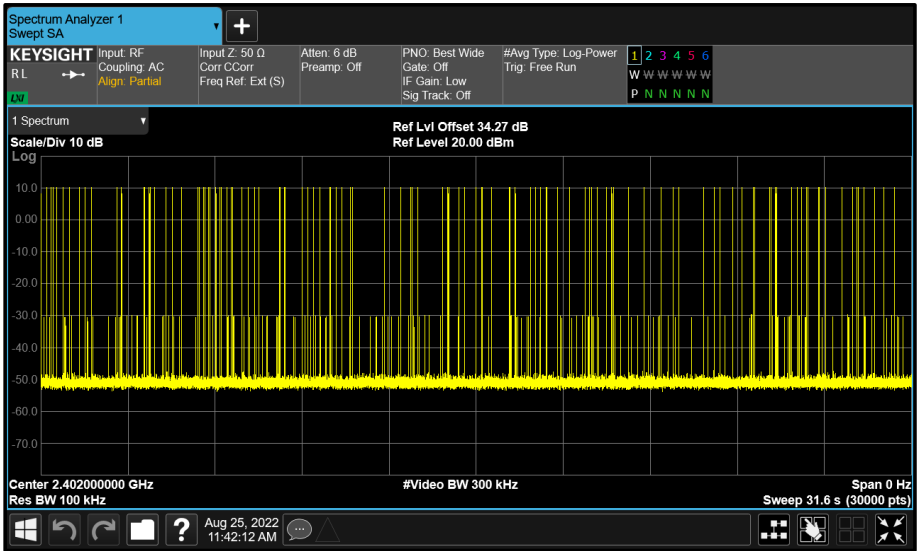 Spectrum Analyzer 1
Swept SA
+
KEYSIGHT
R L
LXI
Input: RF
Coupling: AC
Align: Partial
Input Z: 50 Ω
Corr CCorr
Freq Ref: Ext (S)
Atten: 6 dB
Preamp: Off
PNO: Best Wide
Gate: Off
IF Gain: Low
Sig Track: Off
#Avg Type: Log-Power
Trig: Free Run
1 2 3 4 5 6
W W W W W W
P N N N N N
1 Spectrum
Scale/Div 10 dB
Ref Lvl Offset 34.27 dB
Ref Level 20.00 dBm
Log
10.0
0.00
-10.0
-20.0
-30.0
-40.0
-50.0
-60.0
-70.0
Center 2.402000000 GHz
#Video BW 300 kHz
Span 0 Hz
Res BW 100 kHz
Sweep 31.6 s (30000 pts)
?
Aug 25, 2022
11:42:12 AM